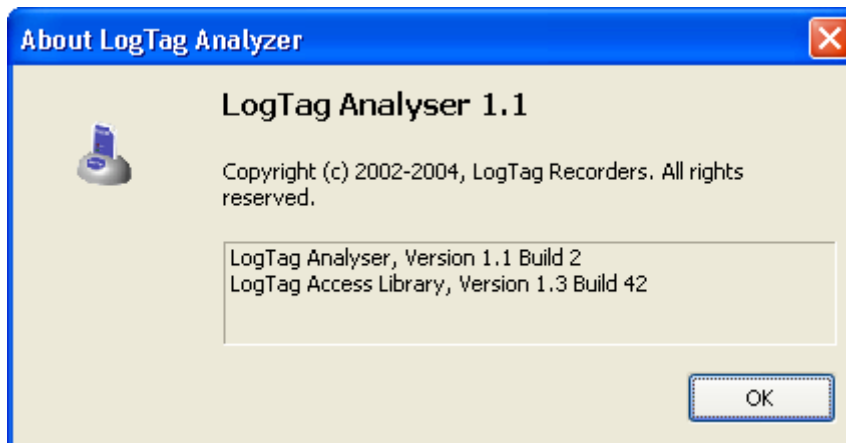 About LogTag Analyzer
LogTag Analyser 1.1
Copyright (c) 2002-2004, LogTag Recorders. All rights
reserved.
LogTag Analyser, Version 1.1 Build 2
LogTag Access Library, Version 1.3 Build 42
OK